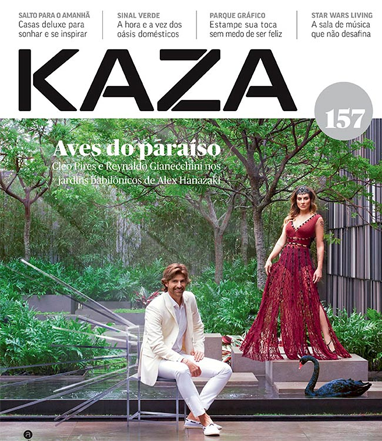 SALTO PARA O AMANHÃ
Casas deluxe para
sonhar e se inspirar
SINAL VERDE
A hora e a vez dos
oásis domésticos
PARQUE GRÁFICO
Estampe sua toca
sem medo de ser feliz
STAR WARS LIVING
A sala de música
que não desafina
KAZA
157
Aves do paraíso
Cleo Pires e Reynaldo Gianecchini nos
jardins babilônicos de Alex Hanazaki